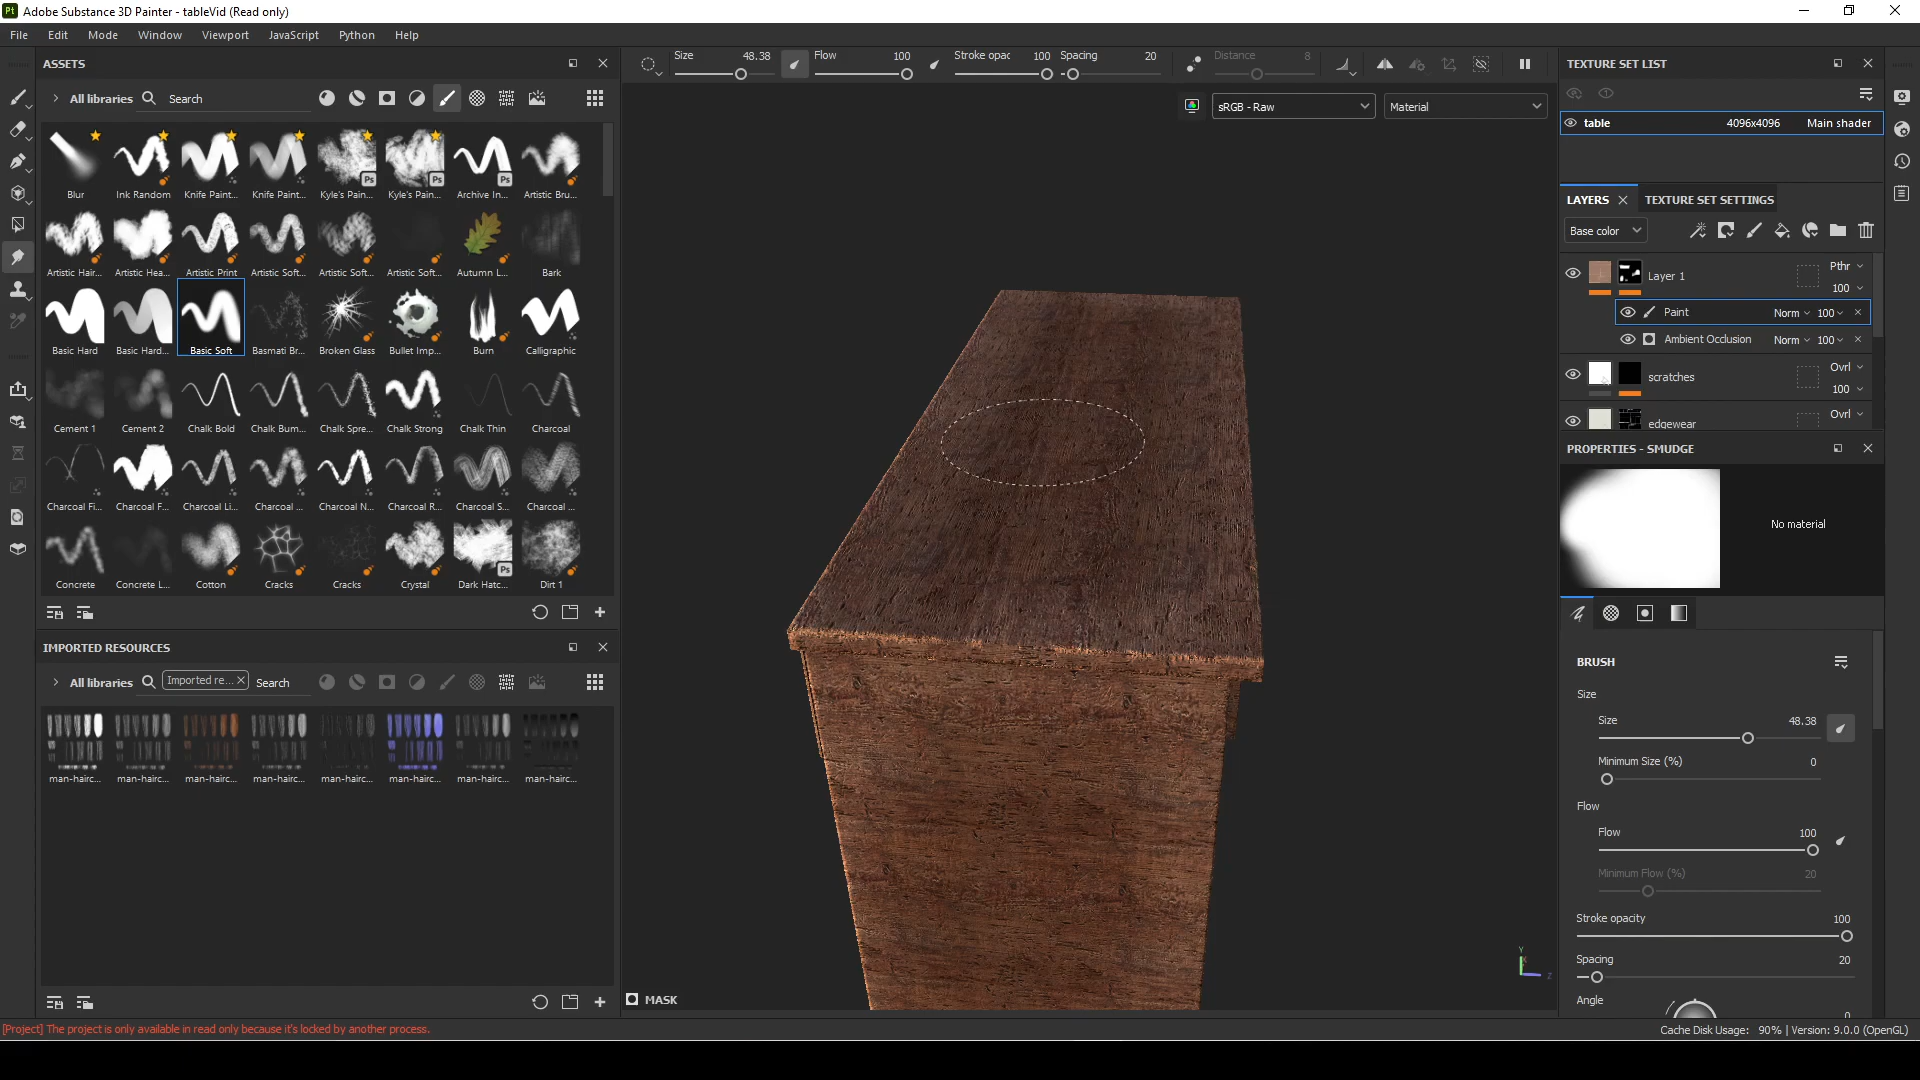 Pt Adobe Substance 3D Painter - tableVid (Read only)
File Edit Mode Window Viewport JavaScript Python Help
ASSETS
All libraries Search
Blur Ink Random Knife Paint... Knife Paint... Kyle's Pain... Kyle's Pain... Archive In... Artistic Bru...
Artistic Hair... Artistic Hea... Artistic Print Artistic Soft... Artistic Soft... Artistic Soft... Autumn L... Bark
Basic Hard Basic Hard... Basic Soft Basmati Br... Broken Glass Bullet Imp... Burn Calligraphic
Cement 1 Cement 2 Chalk Bold Chalk Bum... Chalk Spre... Chalk Strong Chalk Thin Charcoal
Charcoal Fi... Charcoal F... Charcoal Li... Charcoal ... Charcoal N... Charcoal R... Charcoal S... Charcoal ...
Concrete Concrete L... Cotton Cracks Cracks Crystal Dark Hatc... Dirt 1
IMPORTED RESOURCES
All libraries Imported re... Search
man-hairc... man-hairc... man-hairc... man-hairc... man-hairc... man-hairc... man-hairc... man-hairc...
Size 48.38 Flow 100 Stroke opac 100 Spacing 20 Distance 8
sRGB - Raw Material
Y
Z
MASK
TEXTURE SET LIST
table 4096x4096 Main shader
LAYERS TEXTURE SET SETTINGS
Base color
Layer 1 Pthr
100
Paint Norm 100
Ambient Occlusion Norm 100
scratches Ovrl
100
edgewear Ovrl
PROPERTIES - SMUDGE
No material
BRUSH
Size
Size 48.38
Minimum Size (%) 0
Flow
Flow 100
Minimum Flow (%) 20
Stroke opacity 100
Spacing 20
Angle 0
[Project] The project is only available in read only because it's locked by another process.
Cache Disk Usage: 90% | Version: 9.0.0 (OpenGL)